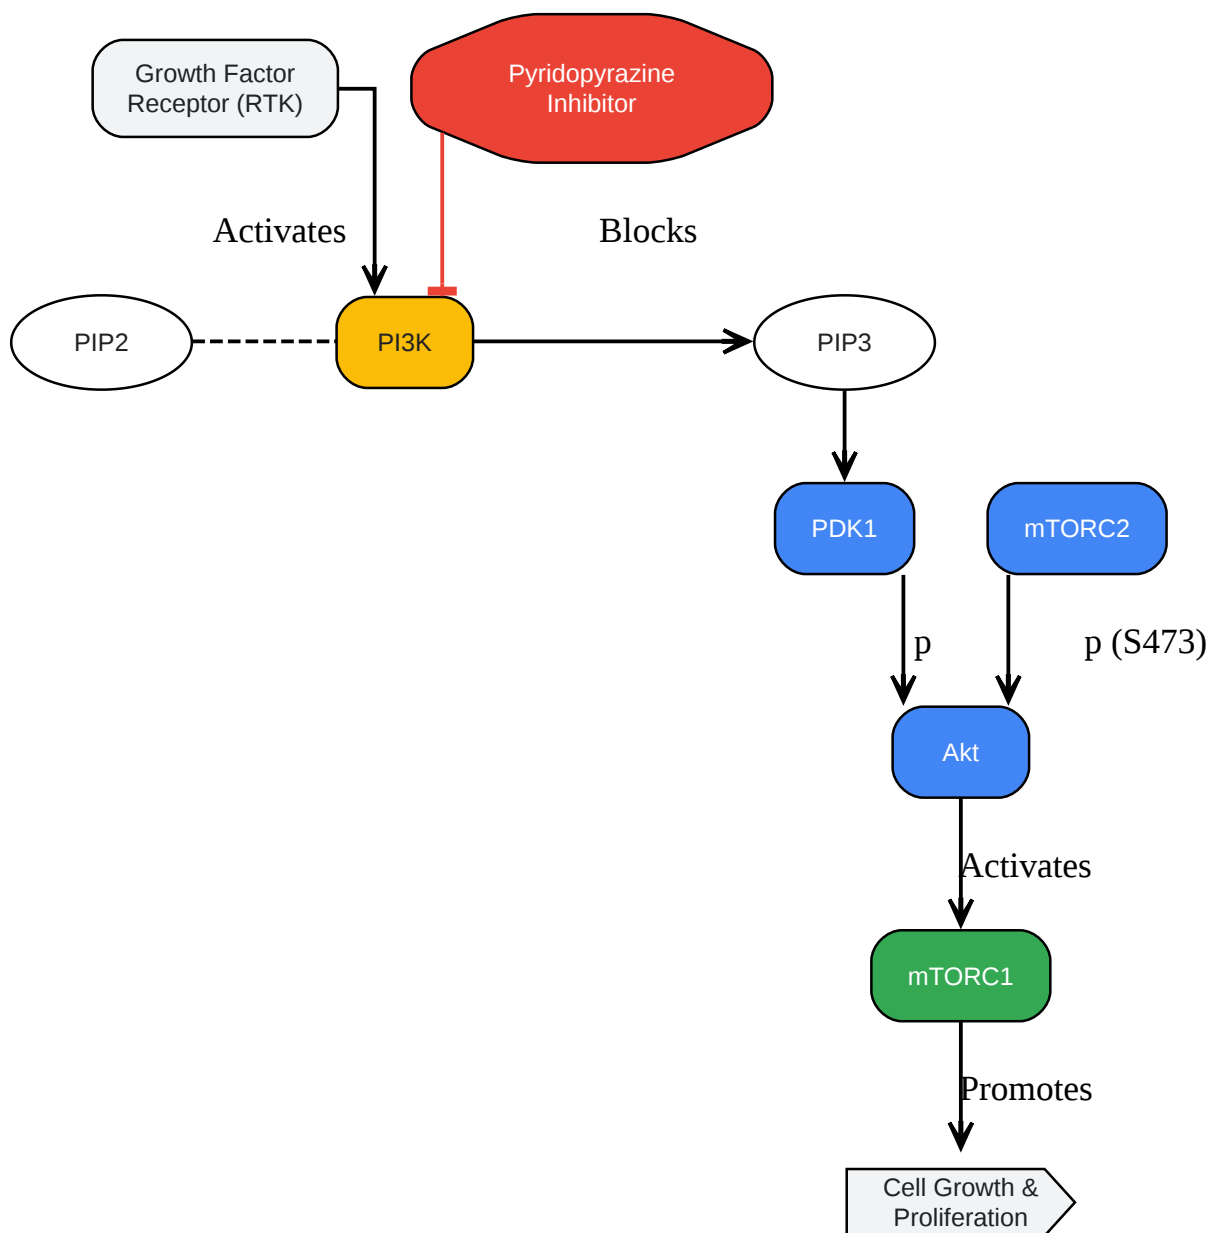 Growth Factor
Receptor (RTK)
Pyridopyrazine
Inhibitor
Activates
Blocks
PIP2
PI3K
PIP3
PDK1
mTORC2
p
p (S473)
Akt
Activates
mTORC1
Promotes
Cell Growth &
Proliferation